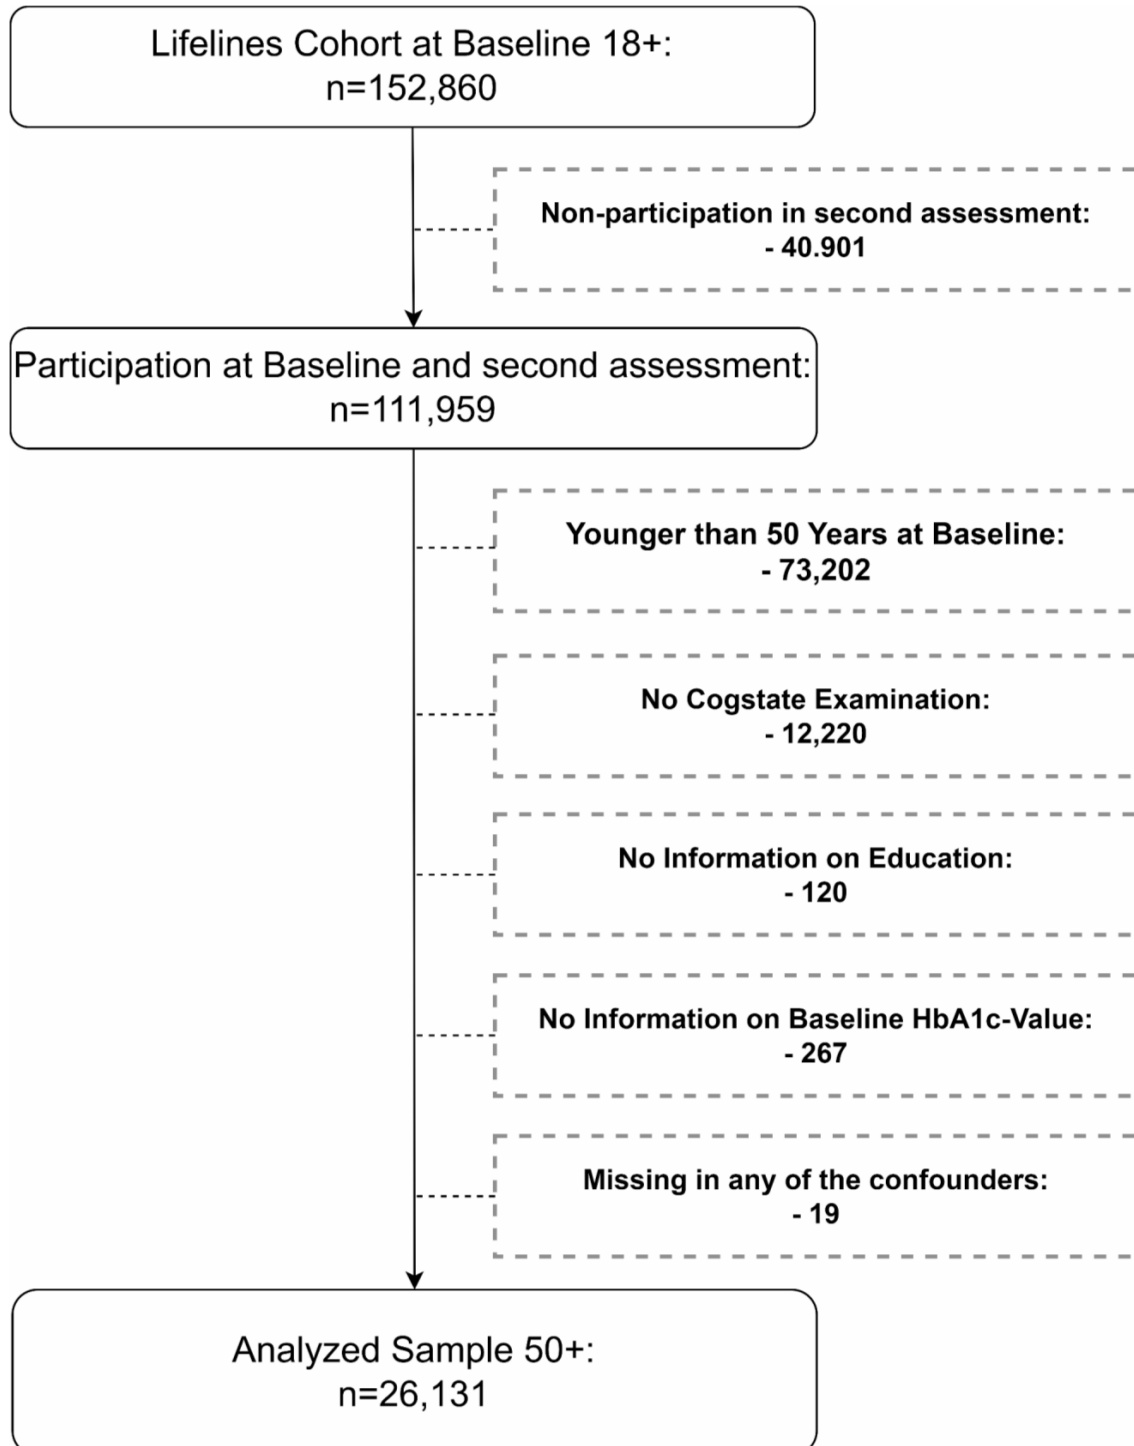 Lifelines Cohort at Baseline 18+:
n=152,860
Non-participation in second assessment:
- 40.901
Participation at Baseline and second assessment:
n=111,959
Younger than 50 Years at Baseline:
- 73,202
No Cogstate Examination:
- 12,220
No Information on Education:
- 120
No Information on Baseline HbA1c-Value:
- 267
Missing in any of the confounders:
- 19
Analyzed Sample 50+:
n=26,131